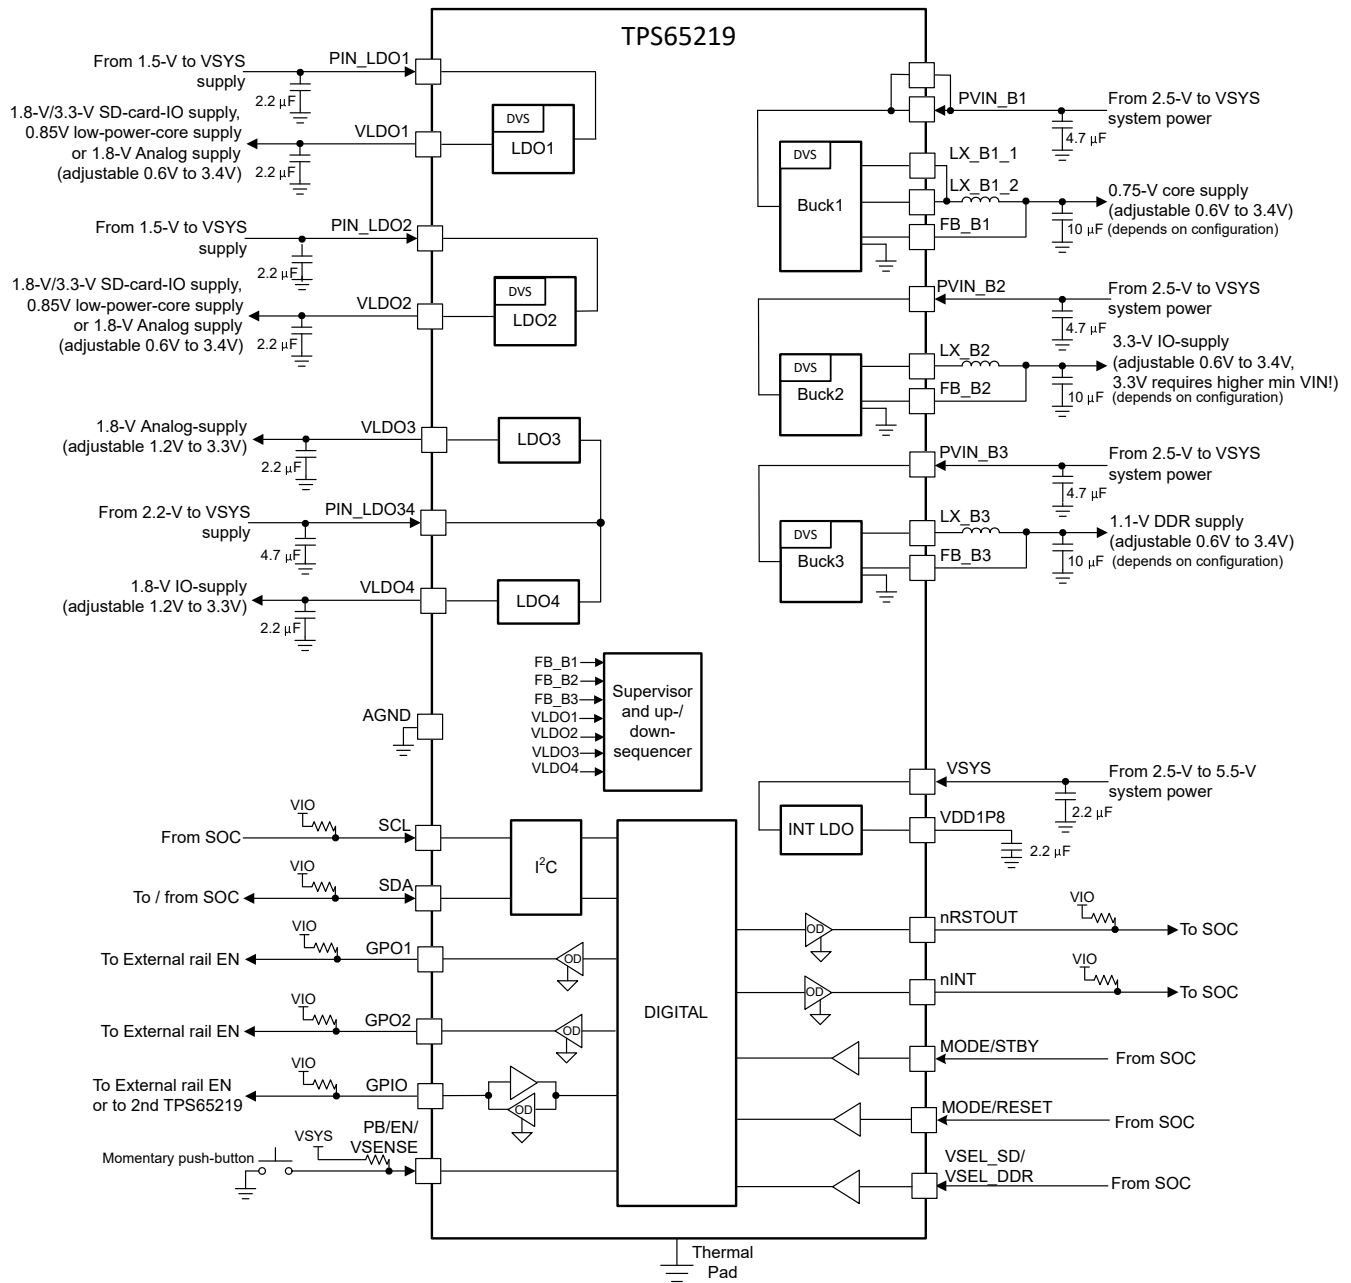 TPS65219
From 1.5-V to VSYS
supply
PIN_LDO1
2.2 µF
1.8-V/3.3-V SD-card-IO supply,
0.85V low-power-core supply
or 1.8-V Analog supply
(adjustable 0.6V to 3.4V)
VLDO1
2.2 µF
DVS
LDO1
From 1.5-V to VSYS
supply
PIN_LDO2
2.2 µF
1.8-V/3.3-V SD-card-IO supply,
0.85V low-power-core supply
or 1.8-V Analog supply
(adjustable 0.6V to 3.4V)
VLDO2
2.2 µF
DVS
LDO2
1.8-V Analog-supply
(adjustable 1.2V to 3.3V)
VLDO3
2.2 µF
LDO3
From 2.2-V to VSYS
supply
PIN_LDO34
4.7 µF
1.8-V IO-supply
(adjustable 1.2V to 3.3V)
VLDO4
2.2 µF
LDO4
PVIN_B1
From 2.5-V to VSYS
system power
4.7 µF
DVS
Buck1
LX_B1_1
LX_B1_2
FB_B1
0.75-V core supply
(adjustable 0.6V to 3.4V)
10 µF (depends on configuration)
PVIN_B2
From 2.5-V to VSYS
system power
4.7 µF
DVS
Buck2
LX_B2
FB_B2
3.3-V IO-supply
(adjustable 0.6V to 3.4V,
3.3V requires higher min VIN!)
10 µF (depends on configuration)
PVIN_B3
From 2.5-V to VSYS
system power
4.7 µF
DVS
Buck3
LX_B3
FB_B3
1.1-V DDR supply
(adjustable 0.6V to 3.4V)
10 µF (depends on configuration)
FB_B1
FB_B2
FB_B3
VLDO1
VLDO2
VLDO3
VLDO4
Supervisor
and up-/
down-
sequencer
AGND
VSYS
From 2.5-V to 5.5-V
system power
2.2 µF
INT LDO
VDD1P8
2.2 µF
From SOC
VIO
SCL
To / from SOC
VIO
SDA
I²C
To External rail EN
VIO
GPO1
OD
To External rail EN
VIO
GPO2
OD
To External rail EN
or to 2nd TPS65219
VIO
GPIO
OD
Momentary push-button
VSYS
PB/EN/
VSENSE
DIGITAL
OD
nRSTOUT
VIO
To SOC
OD
nINT
VIO
To SOC
MODE/STBY
From SOC
MODE/RESET
From SOC
VSEL_SD/
VSEL_DDR
From SOC
Thermal
Pad